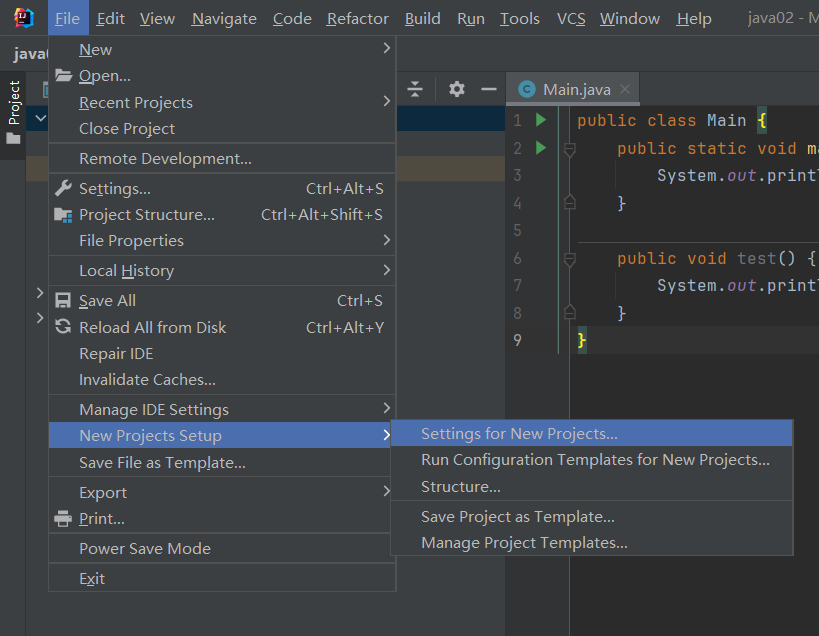 File Edit View Navigate Code Refactor Build Run Tools VCS Window Help java02 - M
java0
Project
New
Open...
Recent Projects
Close Project
Remote Development...
Settings... Ctrl+Alt+S
Project Structure... Ctrl+Alt+Shift+S
File Properties
Local History
Save All Ctrl+S
Reload All from Disk Ctrl+Alt+Y
Repair IDE
Invalidate Caches...
Manage IDE Settings
New Projects Setup
Save File as Template...
Export
Print...
Power Save Mode
Exit
Settings for New Projects...
Run Configuration Templates for New Projects...
Structure...
Save Project as Template...
Manage Project Templates...
Main.java
1 public class Main {
2 public static void ma
3 System.out.printl
4 }
5
6 public void test() {
7 System.out.printl
8 }
9 }